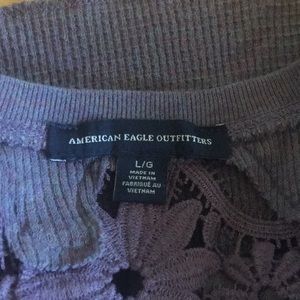 AMERICAN EAGLE OUTFITTERS
L/G
MADE IN
VIETNAM
FABRIQUÉ AU
VIETNAM